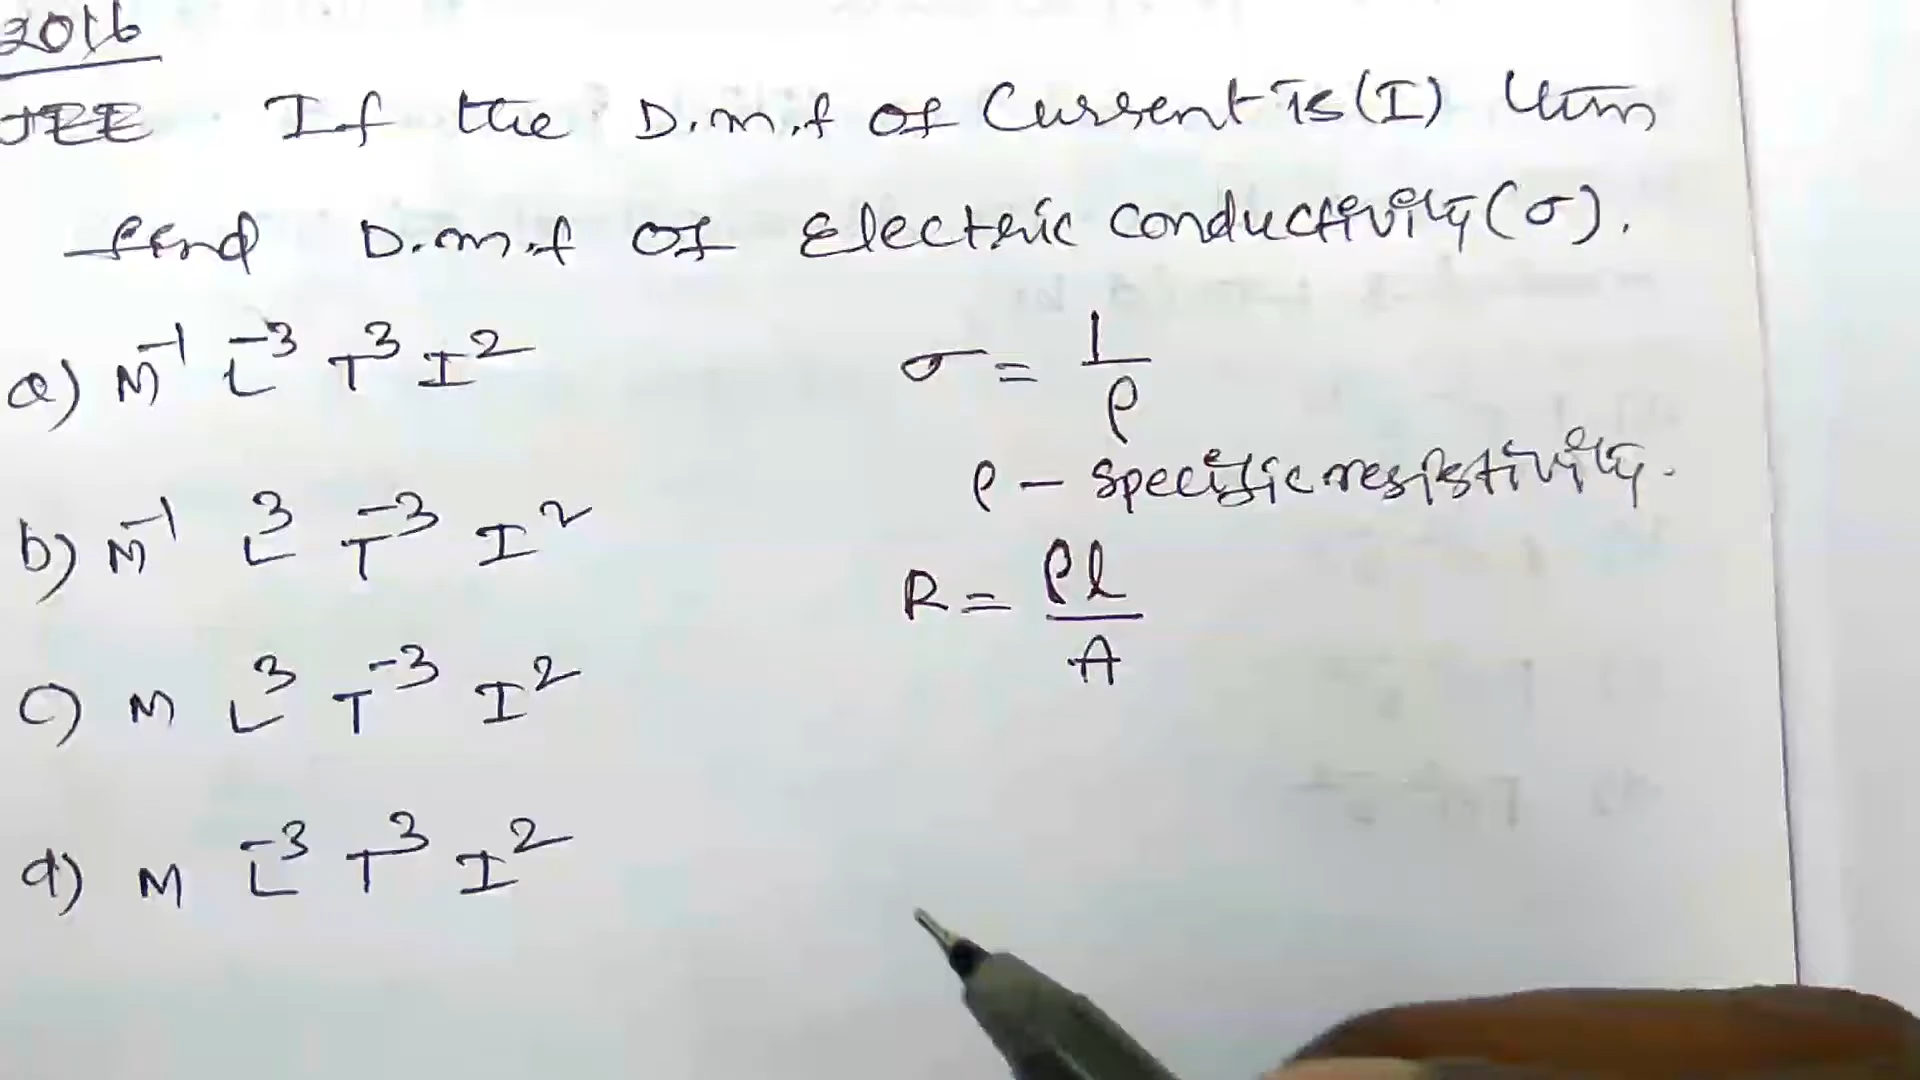 2016
JEE If the D.m.f of Current is (I) then
find D.m.f of Electric conductivity (σ).
a) M⁻¹ L⁻³ T³ I²
b) M⁻¹ L³ T⁻³ I²
c) M L³ T⁻³ I²
d) M L⁻³ T³ I²
σ = 1/ρ
ρ – specific resistivity.
R = ρl/A